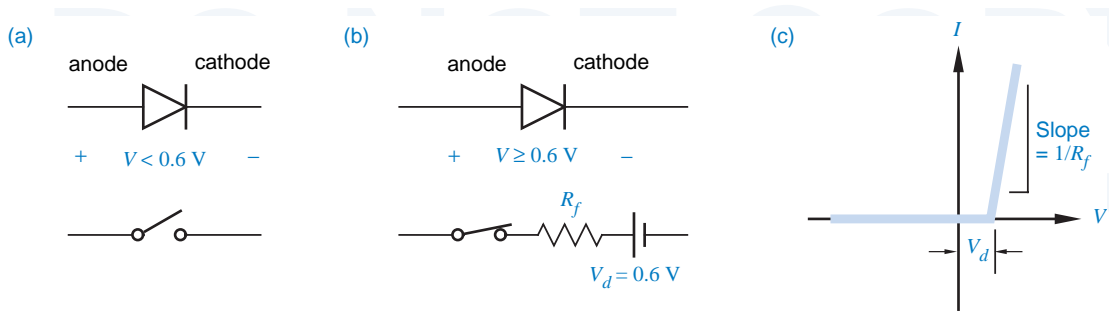 (a)
anode cathode
+ V < 0.6 V −
(b)
anode cathode
+ V ≥ 0.6 V −
R_f
V_d = 0.6 V
(c)
I
Slope
= 1/R_f
V
V_d